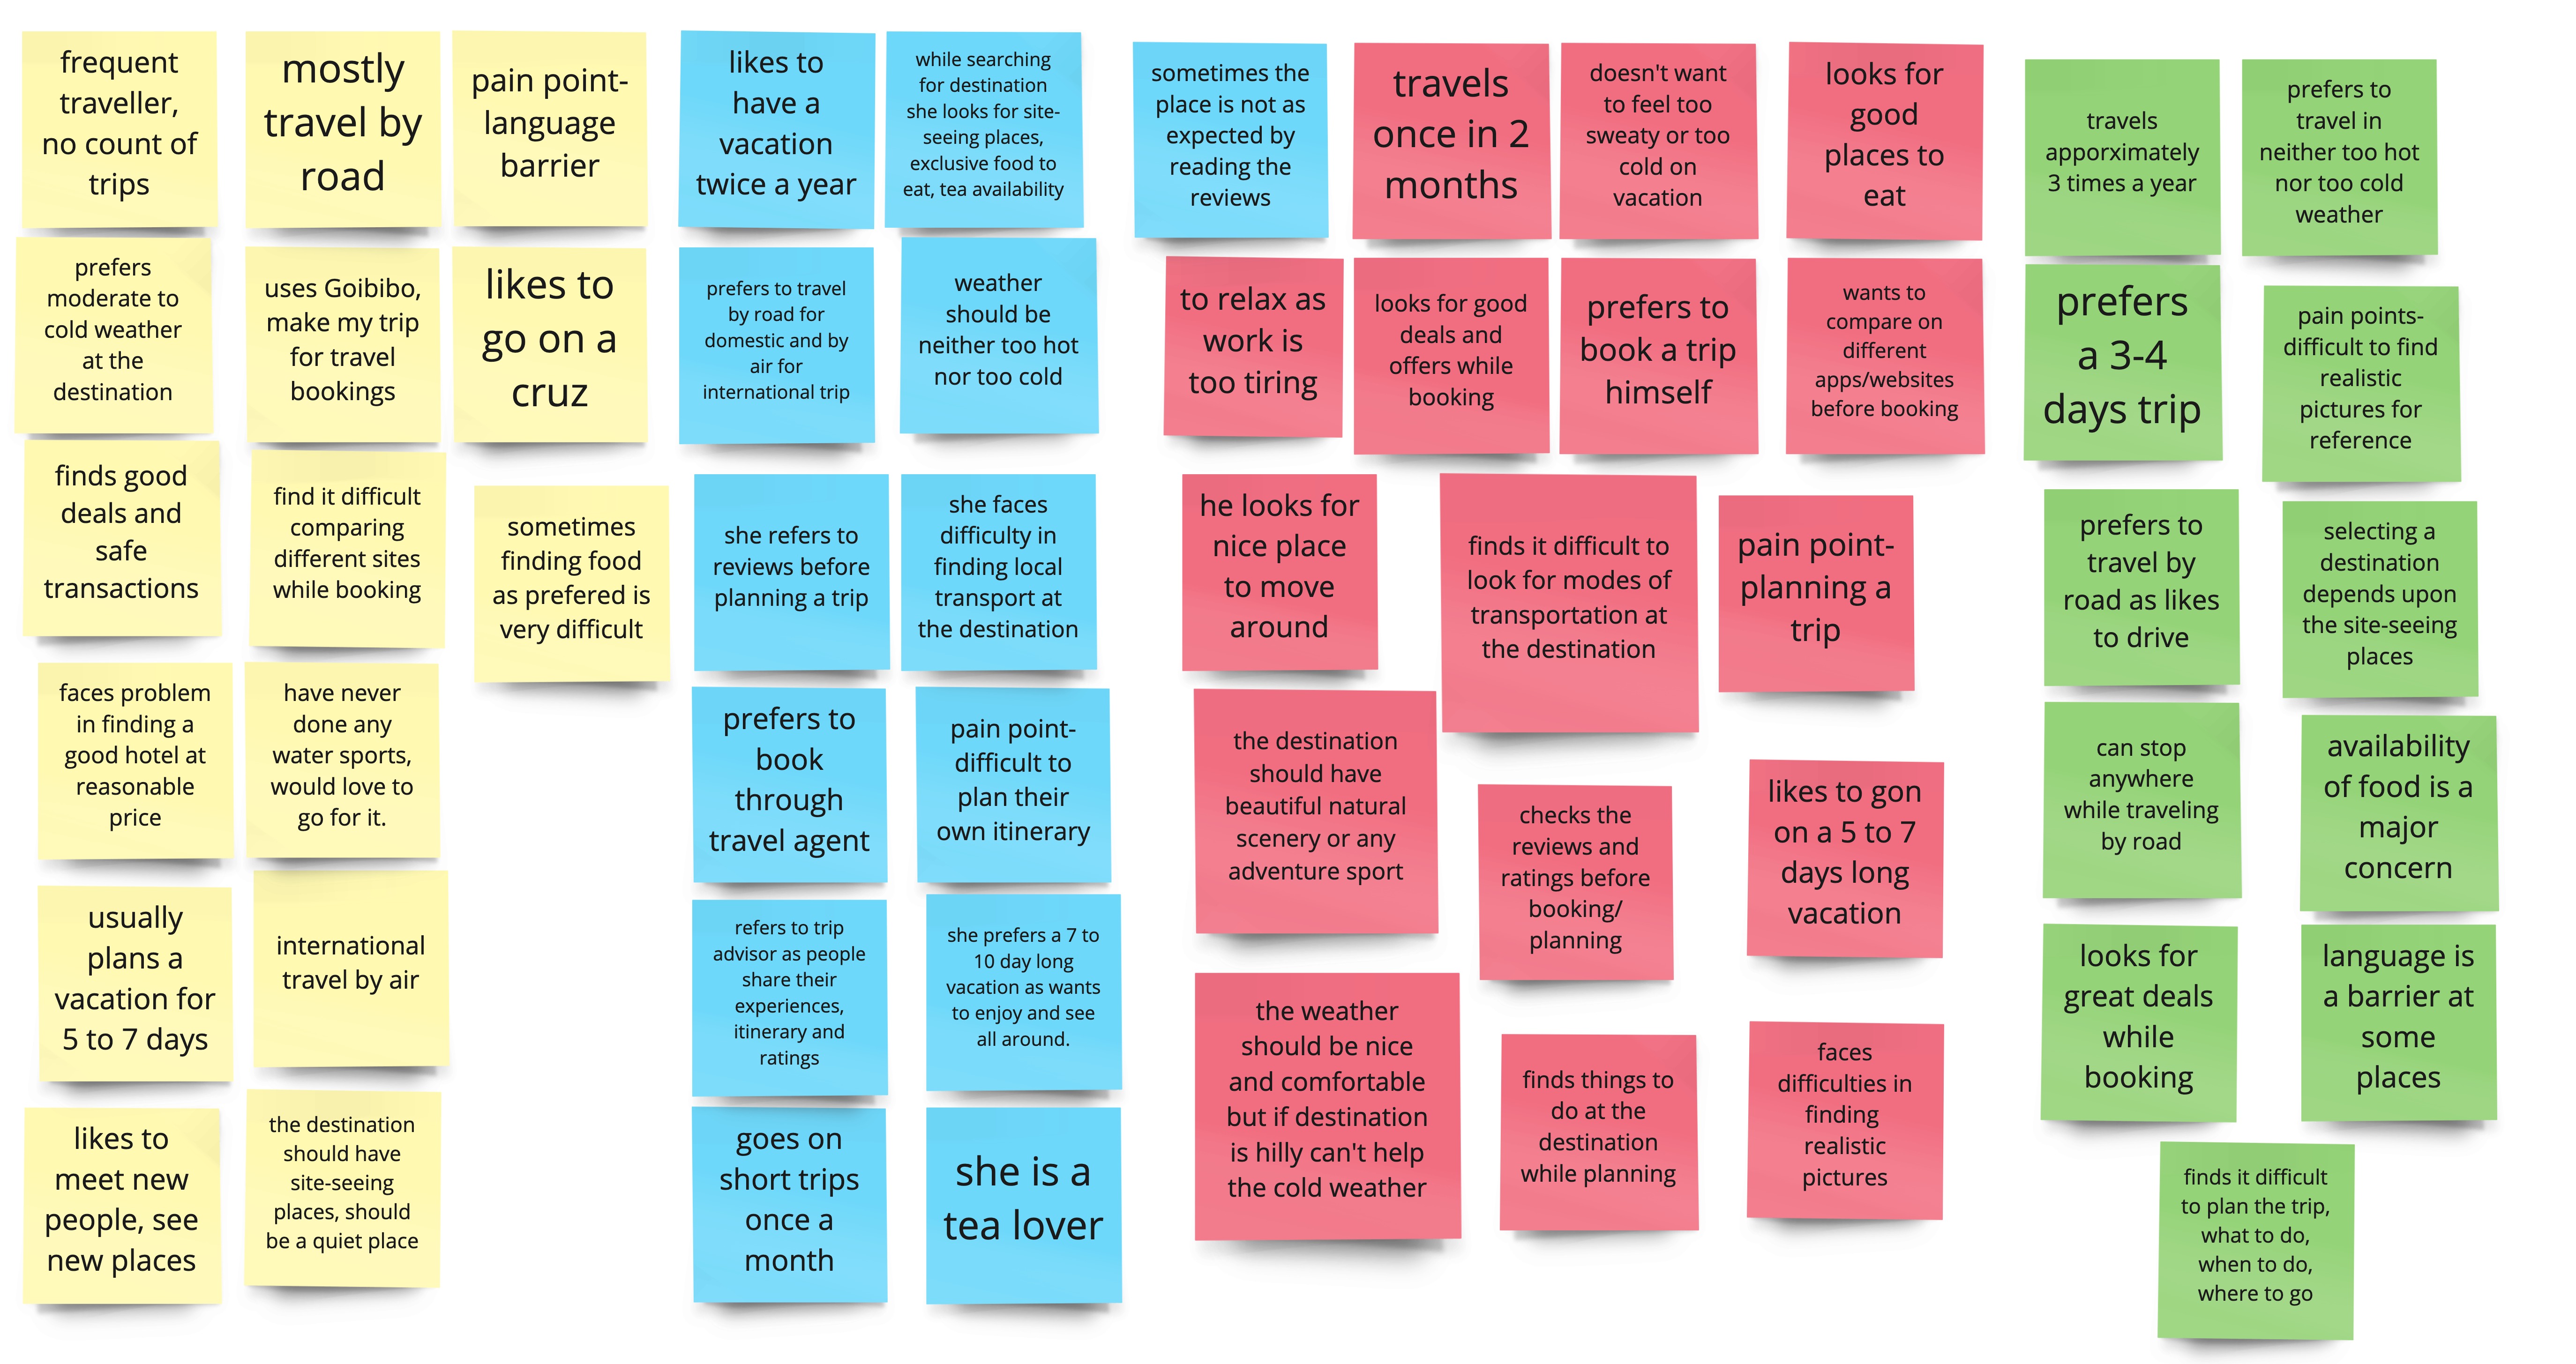 frequent
traveller,
no count of
trips
mostly
travel by
road
pain point-
language
barrier
prefers
moderate to
cold weather
at the
destination
uses Goibibo,
make my trip
for travel
bookings
likes to
go on a
cruz
finds good
deals and
safe
transactions
find it difficult
comparing
different sites
while booking
sometimes
finding food
as prefered is
very difficult
faces problem
in finding a
good hotel at
reasonable
price
have never
done any
water sports,
would love to
go for it.
usually
plans a
vacation for
5 to 7 days
international
travel by air
likes to
meet new
people, see
new places
the destination
should have
site-seeing
places, should
be a quiet place
likes to
have a
vacation
twice a year
while searching
for destination
she looks for site-
seeing places,
exclusive food to
eat, tea availability
sometimes the
place is not as
expected by
reading the
reviews
prefers to travel
by road for
domestic and by
air for
international trip
weather
should be
neither too hot
nor too cold
she refers to
reviews before
planning a trip
she faces
difficulty in
finding local
transport at
the destination
prefers to
book
through
travel agent
pain point-
difficult to
plan their
own itinerary
refers to trip
advisor as people
share their
experiences,
itinerary and
ratings
she prefers a 7 to
10 day long
vacation as wants
to enjoy and see
all around.
goes on
short trips
once a
month
she is a
tea lover
travels
once in 2
months
doesn't want
to feel too
sweaty or too
cold on
vacation
looks for
good
places to
eat
to relax as
work is
too tiring
looks for good
deals and
offers while
booking
prefers to
book a trip
himself
wants to
compare on
different
apps/websites
before booking
he looks for
nice place
to move
around
finds it difficult to
look for modes of
transportation at
the destination
pain point-
planning a
trip
the destination
should have
beautiful natural
scenery or any
adventure sport
checks the
reviews and
ratings before
booking/
planning
likes to gon
on a 5 to 7
days long
vacation
the weather
should be nice
and comfortable
but if destination
is hilly can't help
the cold weather
finds things to
do at the
destination
while planning
faces
difficulties in
finding
realistic
pictures
travels
apporximately
3 times a year
prefers to
travel in
neither too hot
nor too cold
weather
prefers
a 3-4
days trip
pain points-
difficult to find
realistic
pictures for
reference
prefers to
travel by
road as likes
to drive
selecting a
destination
depends upon
the site-seeing
places
can stop
anywhere
while traveling
by road
availability
of food is a
major
concern
looks for
great deals
while
booking
language is
a barrier at
some
places
finds it difficult
to plan the trip,
what to do,
when to do,
where to go